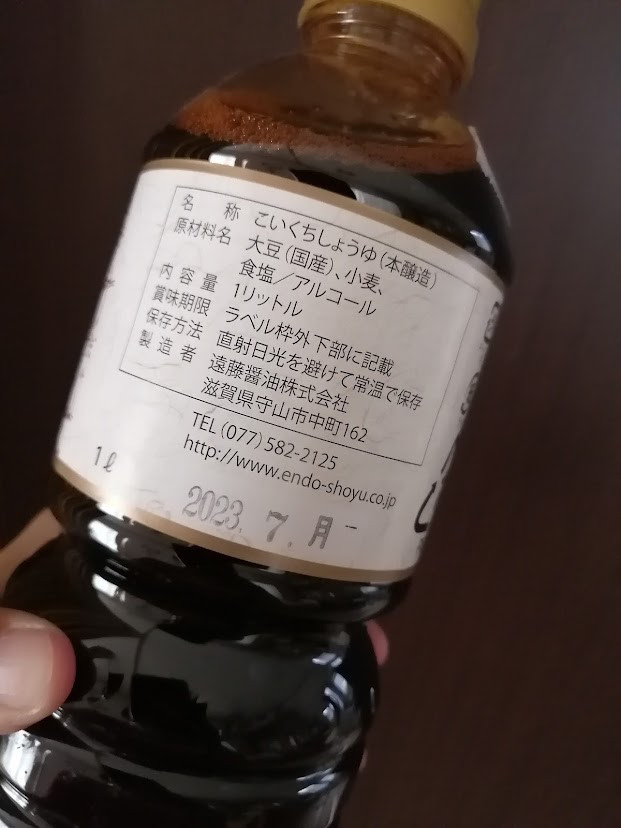 名称 こいくちしょうゆ(本醸造)
原材料名 大豆(国産)、小麦、
食塩／アルコール
内容量 1リットル
賞味期限 ラベル枠外下部に記載
保存方法 直射日光を避けて常温で保存
製造者 遠藤醤油株式会社
滋賀県守山市中町162
TEL(077)582-2125
http://www.endo-shoyu.co.jp
1ℓ
2023. 7. 月